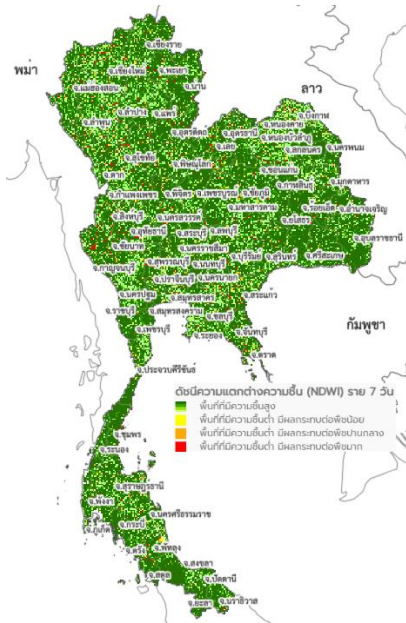 จ.เชียงราย
พม่า
จ.เชียงใหม่
จ.พะเยา
ลาว
จ.แม่ฮ่องสอน
จ.น่าน
จ.ลำปาง
จ.แพร่
จ.ลำพูน
จ.อุตรดิตถ์
จ.บึงกาฬ
จ.หนองคาย
จ.อุดรธานี
จ.หนองบัวลำภู
จ.เลย
จ.สกลนคร
จ.นครพนม
จ.สุโขทัย
จ.พิษณุโลก
จ.ตาก
จ.ขอนแก่น
จ.กาฬสินธุ์
จ.มุกดาหาร
จ.กำแพงเพชร
จ.พิจิตร
จ.เพชรบูรณ์
จ.ชัยภูมิ
จ.มหาสารคาม
จ.ร้อยเอ็ด
จ.อำนาจเจริญ
จ.สิงห์บุรี
จ.นครสวรรค์
จ.ยโสธร
จ.อุทัยธานี
จ.สระบุรี
จ.ลพบุรี
จ.อุบลราชธานี
จ.ชัยนาท
จ.นครราชสีมา
จ.บุรีรัมย์
จ.สุรินทร์
จ.ศรีสะเกษ
จ.กาญจนบุรี
จ.สุพรรณบุรี
จ.นนทบุรี
จ.ปราจีนบุรี
จ.นครนายก
จ.นครปฐม
จ.สมุทรสาคร
จ.สระแก้ว
จ.ราชบุรี
จ.สมุทรสงคราม
จ.ชลบุรี
กัมพูชา
จ.เพชรบุรี
จ.ระยอง
จ.จันทบุรี
จ.ตราด
จ.ประจวบคีรีขันธ์
ดัชนีความแตกต่างความชื้น (NDWI) ราย 7 วัน
พื้นที่ที่มีความชื้นสูง
พื้นที่ที่มีความชื้นต่ำ มีผลกระทบต่อพืชน้อย
พื้นที่ที่มีความชื้นต่ำ มีผลกระทบต่อพืชปานกลาง
พื้นที่ที่มีความชื้นต่ำ มีผลกระทบต่อพืชมาก
จ.ชุมพร
จ.ระนอง
จ.สุราษฎร์ธานี
จ.พังงา
จ.นครศรีธรรมราช
จ.กระบี่
จ.ภูเก็ต
จ.ตรัง
จ.พัทลุง
จ.สงขลา
จ.สตูล
จ.ปัตตานี
จ.ยะลา
จ.นราธิวาส